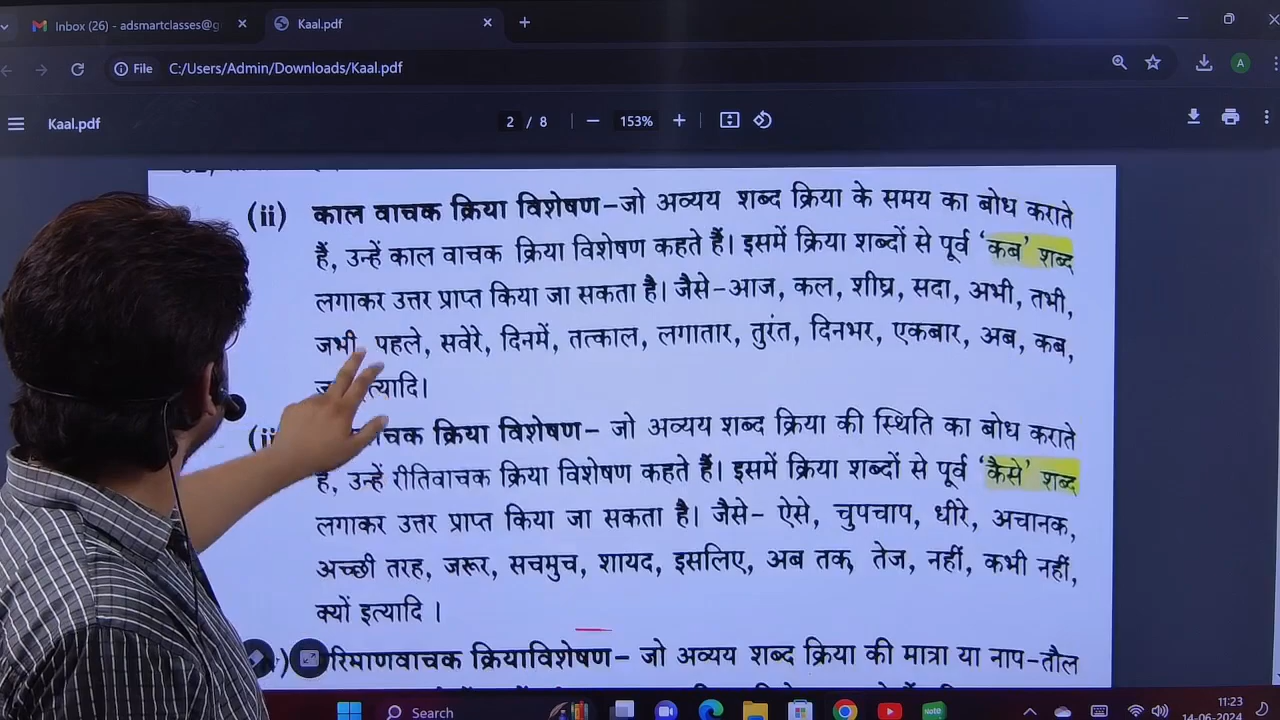 Inbox (26) - adsmartclasses@g
Kaal.pdf
File C:/Users/Admin/Downloads/Kaal.pdf
A
Kaal.pdf
2 / 8
153%
(ii) काल वाचक क्रिया विशेषण–जो अव्यय शब्द क्रिया के समय का बोध कराते
हैं, उन्हें काल वाचक क्रिया विशेषण कहते हैं। इसमें क्रिया शब्दों से पूर्व ‘कब’ शब्द
लगाकर उत्तर प्राप्त किया जा सकता है। जैसे–आज, कल, शीघ्र, सदा, अभी, तभी,
जभी, पहले, सवेरे, दिनमें, तत्काल, लगातार, तुरंत, दिनभर, एकबार, अब, कब,
त्यादि।
वाचक क्रिया विशेषण– जो अव्यय शब्द क्रिया की स्थिति का बोध कराते
हैं, उन्हें रीतिवाचक क्रिया विशेषण कहते हैं। इसमें क्रिया शब्दों से पूर्व ‘कैसे’ शब्द
लगाकर उत्तर प्राप्त किया जा सकता है। जैसे– ऐसे, चुपचाप, धीरे, अचानक,
अच्छी तरह, जरूर, सचमुच, शायद, इसलिए, अब तक, तेज, नहीं, कभी नहीं,
क्यों इत्यादि ।
रिमाणवाचक क्रियाविशेषण– जो अव्यय शब्द क्रिया की मात्रा या नाप–तौल
Search
11:23
14-06-2024